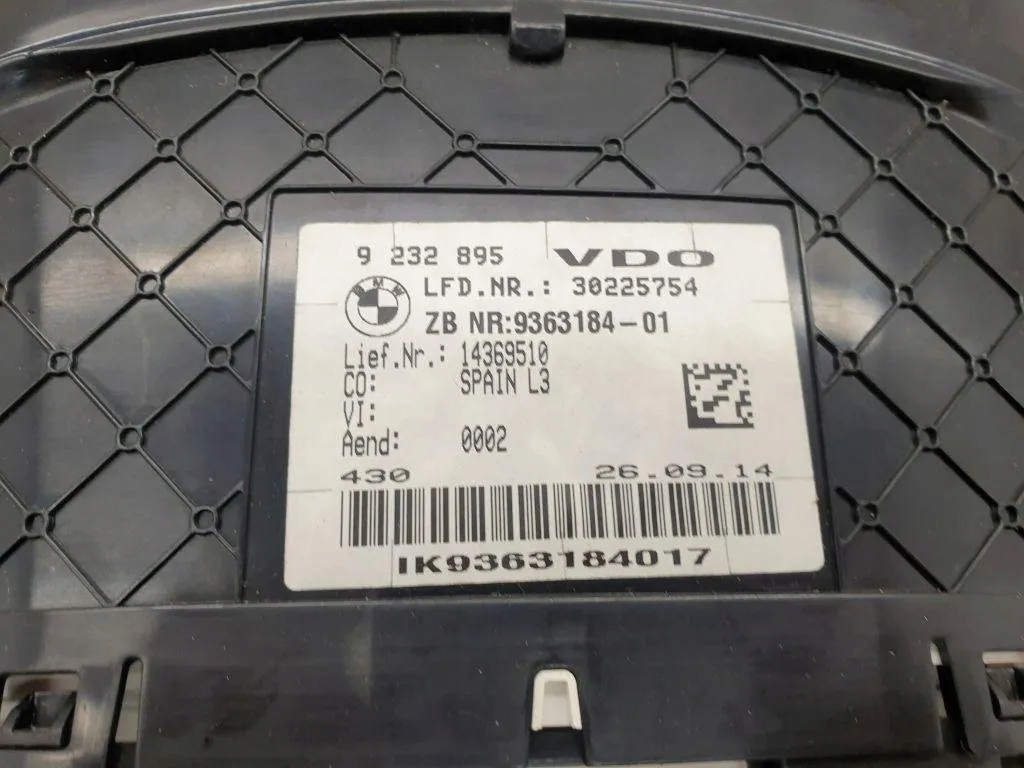 9 232 895 VDO
BMW LFD.NR.: 30225754
ZB NR:9363184-01
Lief.Nr.: 14369510
CO: SPAIN L3
VI:
Aend: 0002
430 26.09.14
IK9363184017